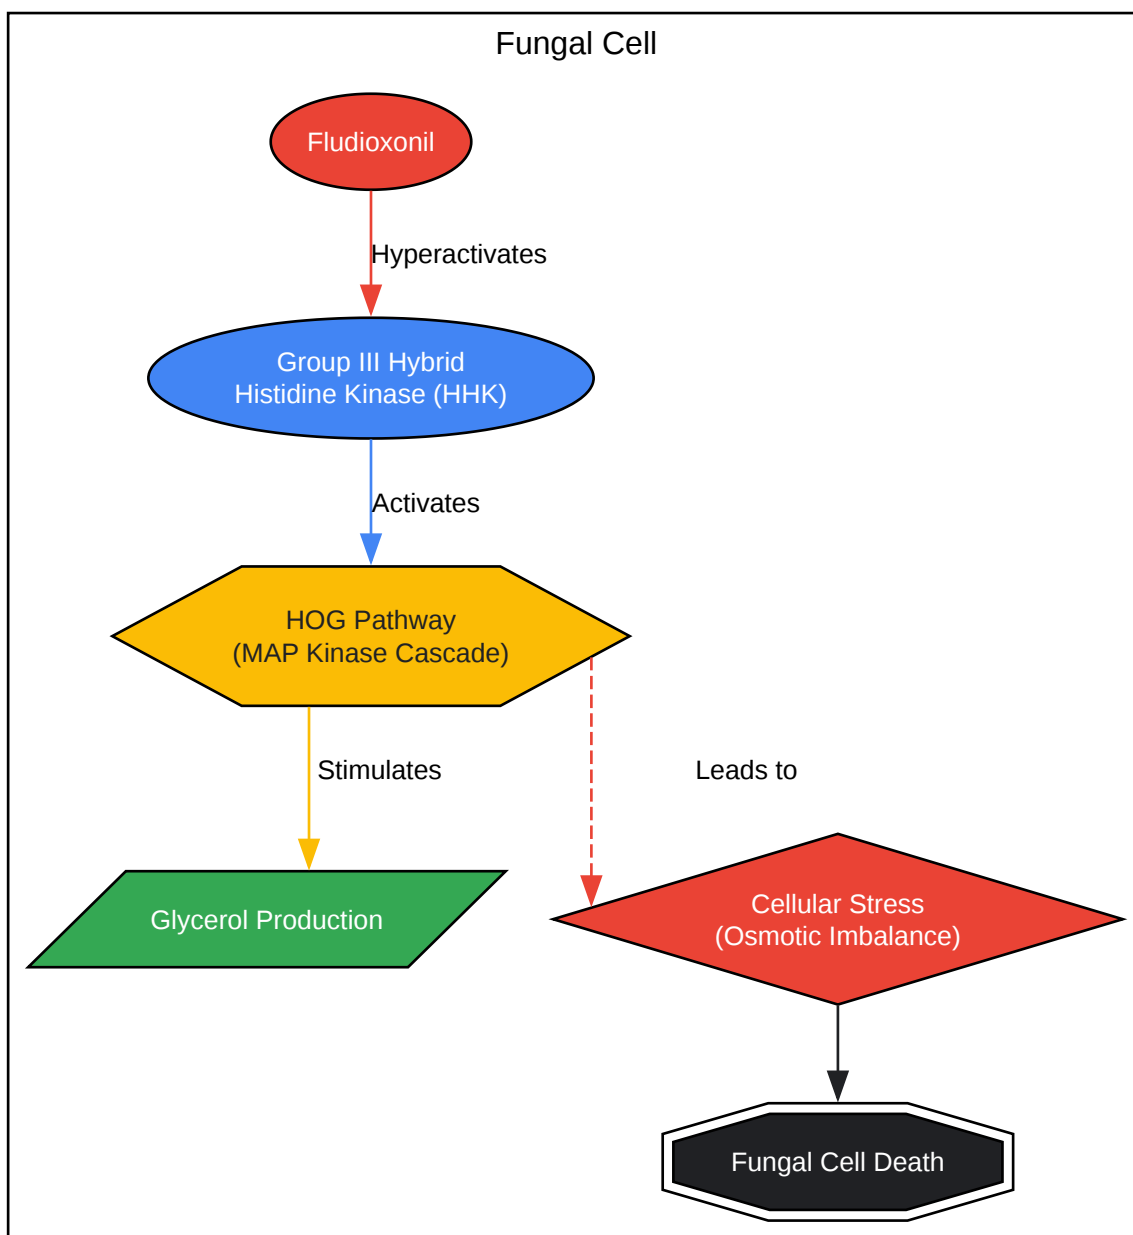 Fungal Cell
Fludioxonil
Hyperactivates
Group III Hybrid
Histidine Kinase (HHK)
Activates
HOG Pathway
(MAP Kinase Cascade)
Stimulates
Leads to
Glycerol Production
Cellular Stress
(Osmotic Imbalance)
Fungal Cell Death